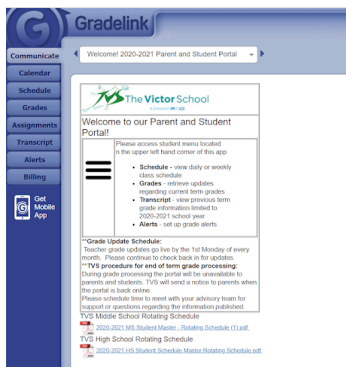 Gradelink
Communicate
Calendar
Schedule
Grades
Assignments
Transcript
Alerts
Billing
Get
Mobile
App
Welcome! 2020-2021 Parent and Student Portal
The Victor School
Welcome to our Parent and Student
Portal!
Please access student menu located
n the upper left hand corner of this app
• Schedule - view daily or weekly
class schedule
• Grades - retrieve updates
regarding current term grades
• Transcript - view previous term
grade information limited to
2020-2021 school year
• Alerts - set up grade alerts
**Grade Update Schedule:
Teacher grade updates go live by the 1st Monday of every
month. Please continue to check back in for updates.
**TVS procedure for end of term grade processing:
During grade processing the portal will be unavailable to
parents and students. TVS will send a notice to parents when
the portal is back online.
Please schedule time to meet with your advisory team for
support or questions regarding the information published.
TVS Middle School Rotating Schedule
2020-2021 MS Student Master - Rotating Schedule (1).pdf
TVS High School Rotating Schedule
2020-2021 HS Student Schedule Master Rotating Schedule.pdf